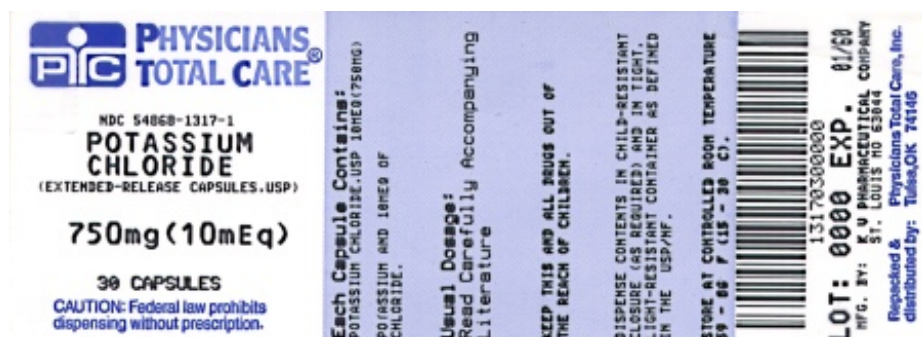 PTC PHYSICIANS
TOTAL CARE®
NDC 54868-1317-1
POTASSIUM
CHLORIDE
(EXTENDED-RELEASE CAPSULES.USP)
750mg(10mEq)
30 CAPSULES
CAUTION: Federal law prohibits
dispensing without prescription.
Each Capsule Contains:
POTASSIUM CHLORIDE.USP 10MEQ(750MG)
AND 10MEQ OF
CHLORIDE.
Usual Dosage:
Read Carefully Accompanying
Literature
KEEP THIS AND ALL DRUGS OUT OF
THE REACH OF CHILDREN.
DISPENSE CONTENTS IN CHILD-RESISTANT
CLOSURE (AS REQUIRED) AND IN TIGHT.
LIGHT-RESISTANT CONTAINER AS DEFINED
IN THE USP/NF.
STORE AT CONTROLLED ROOM TEMPERATURE
F (15 - 30 C).
13170300000
LOT: 0000 EXP. 01/60
MFG. BY: K V PHARMACEUTICAL COMPANY
ST. LOUIS MO 63044
Repacked & Physicians Total Care, Inc.
distributed by: Tulsa,OK 74146